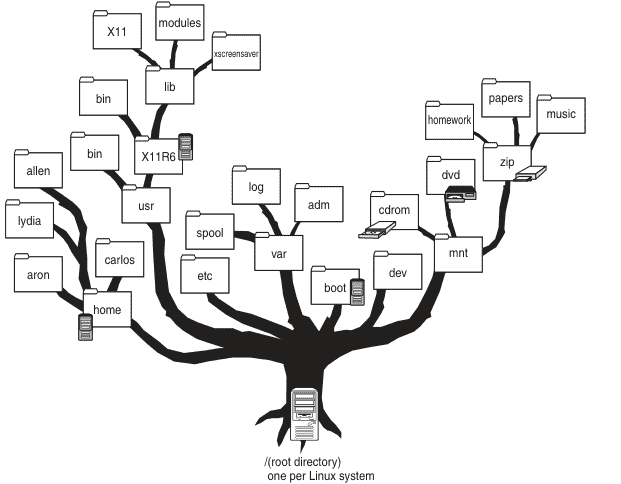 modules
X11
xscreensaver
lib
bin
papers
homework
music
X11R6
bin
zip
allen
dvd
log
usr
adm
cdrom
lydia
spool
var
mnt
carlos
aron
etc
boot
dev
home
/(root directory)
one per Linux system